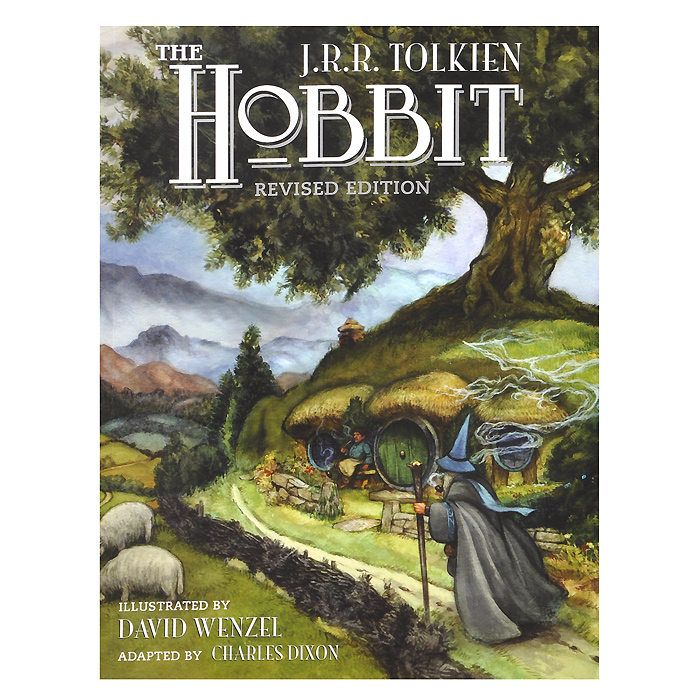 THE
J.R.R. TOLKIEN
HOBBIT
REVISED EDITION
ILLUSTRATED BY
DAVID WENZEL
ADAPTED BY CHARLES DIXON